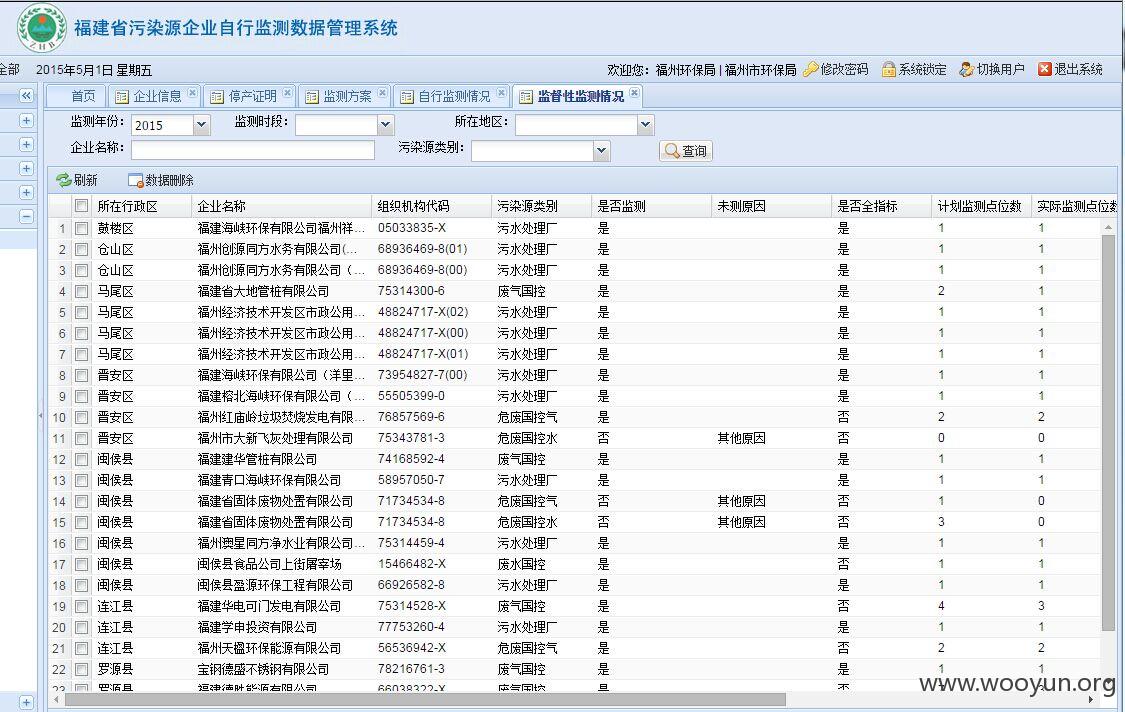 ZHB
福建省污染源企业自行监测数据管理系统
全部 2015年5月1日 星期五 欢迎您: 福州环保局 | 福州市环保局 修改密码 系统锁定 切换用户 退出系统
首页 企业信息 停产证明 监测方案 自行监测情况 监督性监测情况
监测年份: 2015 监测时段: 所在地区:
企业名称: 污染源类别: 查询
刷新 数据删除
所在行政区 企业名称 组织机构代码 污染源类别 是否监测 未测原因 是否全指标 计划监测点位数 实际监测点位数
1 鼓楼区 福建海峡环保有限公司福州祥... 05033835-X 污水处理厂 是 是 1 1
2 仓山区 福州创源同方水务有限公司(... 68936469-8(01) 污水处理厂 是 是 1 1
3 仓山区 福州创源同方水务有限公司（... 68936469-8(00) 污水处理厂 是 是 1 1
4 马尾区 福建省大地管桩有限公司 75314300-6 废气国控 是 是 2 1
5 马尾区 福州经济技术开发区市政公用... 48824717-X(02) 污水处理厂 是 是 1 1
6 马尾区 福州经济技术开发区市政公用... 48824717-X(00) 污水处理厂 是 是 1 1
7 马尾区 福州经济技术开发区市政公用... 48824717-X(01) 污水处理厂 是 是 1 1
8 晋安区 福建海峡环保有限公司（洋里... 73954827-7(00) 污水处理厂 是 是 1 1
9 晋安区 福建榕北海峡环保有限公司（... 55505399-0 污水处理厂 是 是 1 1
10 晋安区 福州红庙岭垃圾焚烧发电有限... 76857569-6 危废国控气 是 否 2 2
11 晋安区 福州市大新飞灰处理有限公司 75343781-3 危废国控水 否 其他原因 否 0 0
12 闽侯县 福建建华管桩有限公司 74168592-4 废气国控 是 是 1 1
13 闽侯县 福建青口海峡环保有限公司 58957050-7 污水处理厂 是 是 1 1
14 闽侯县 福建省固体废物处置有限公司 71734534-8 危废国控气 否 其他原因 否 1 0
15 闽侯县 福建省固体废物处置有限公司 71734534-8 危废国控水 否 其他原因 否 3 0
16 闽侯县 福州澳星同方净水业有限公司... 75314459-4 污水处理厂 是 是 1 1
17 闽侯县 闽侯县食品公司上街屠宰场 15466482-X 废水国控 是 否 1 1
18 闽侯县 闽侯县盈源环保工程有限公司 66926582-8 污水处理厂 是 是 1 1
19 连江县 福建华电可门发电有限公司 75314528-X 废气国控 是 否 4 3
20 连江县 福建学申投资有限公司 77753260-4 污水处理厂 是 是 1 1
21 连江县 福州天楹环保能源有限公司 56536942-X 危废国控气 是 否 2 2
22 罗源县 宝钢德盛不锈钢有限公司 78216761-3 废气国控 是 是 1 1
23 罗源县 福建德胜能源有限公司 66038322-X 废气国控 是 否
www.wooyun.org